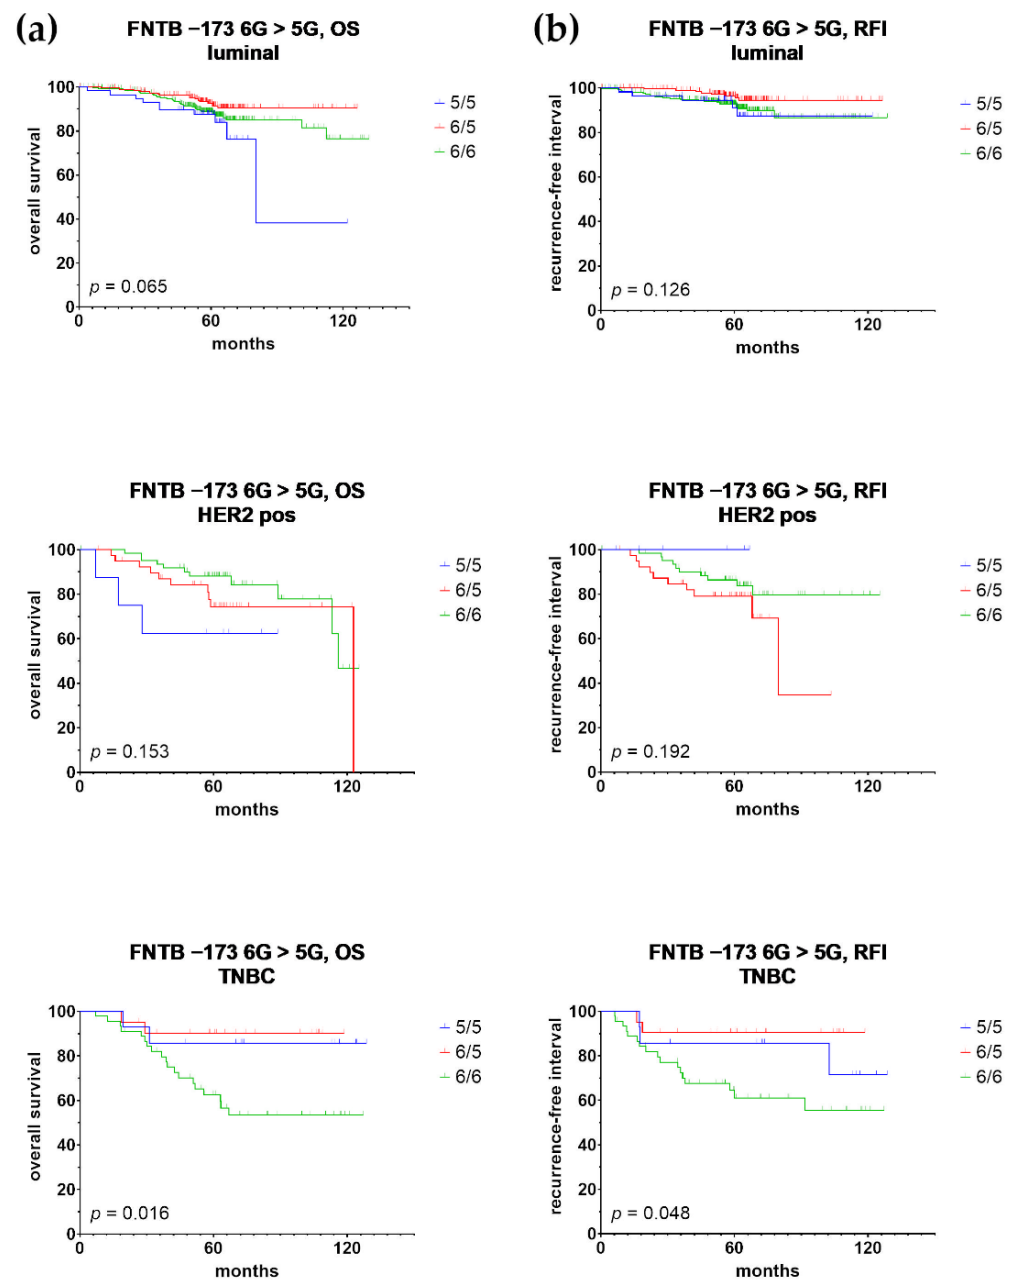 (a)
FNTB −173 6G > 5G, OS
luminal
overall survival
100
80
60
40
20
0
p = 0.065
0 60 120
months
5/5
6/5
6/6
(b)
FNTB −173 6G > 5G, RFI
luminal
recurrence-free interval
100
80
60
40
20
0
p = 0.126
0 60 120
months
5/5
6/5
6/6
FNTB −173 6G > 5G, OS
HER2 pos
overall survival
100
80
60
40
20
0
p = 0.153
0 60 120
months
5/5
6/5
6/6
FNTB −173 6G > 5G, RFI
HER2 pos
recurrence-free interval
100
80
60
40
20
0
p = 0.192
0 60 120
months
5/5
6/5
6/6
FNTB −173 6G > 5G, OS
TNBC
overall survival
100
80
60
40
20
0
p = 0.016
0 60 120
months
5/5
6/5
6/6
FNTB −173 6G > 5G, RFI
TNBC
recurrence-free interval
100
80
60
40
20
0
p = 0.048
0 60 120
months
5/5
6/5
6/6